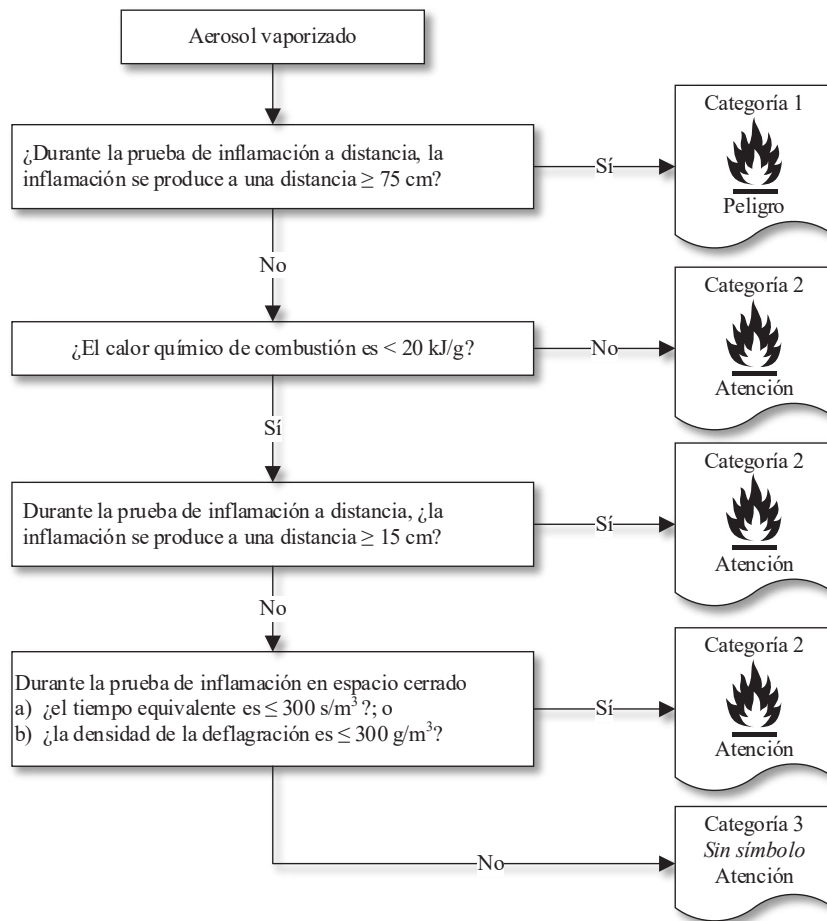 Aerosol vaporizado
¿Durante la prueba de inflamación a distancia, la
inflamación se produce a una distancia ≥ 75 cm?
Sí
Categoría 1
Peligro
No
¿El calor químico de combustión es < 20 kJ/g?
No
Categoría 2
Atención
Sí
Durante la prueba de inflamación a distancia, ¿la
inflamación se produce a una distancia ≥ 15 cm?
Sí
Categoría 2
Atención
No
Durante la prueba de inflamación en espacio cerrado
a) ¿el tiempo equivalente es ≤ 300 s/m³ ?; o
b) ¿la densidad de la deflagración es ≤ 300 g/m³?
Sí
Categoría 2
Atención
No
Categoría 3
Sin símbolo
Atención